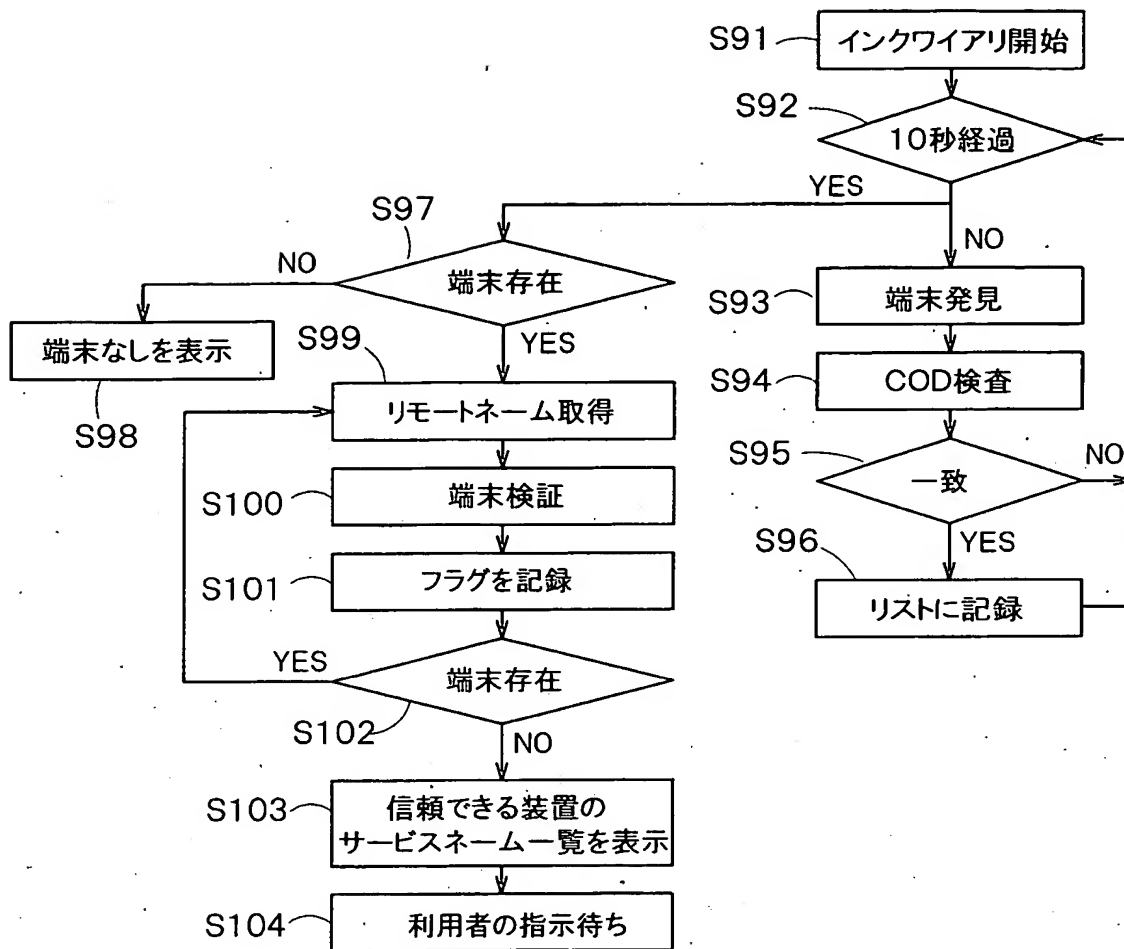 S91
インクワイアリ開始
S92
10秒経過
YES
NO
S93
端末発見
S94
COD検査
S95
一致
NO
YES
S96
リストに記録
S97
端末存在
NO
YES
S98
端末なしを表示
S99
リモートネーム取得
S100
端末検証
S101
フラグを記録
S102
端末存在
YES
NO
S103
信頼できる装置の
サービスネーム一覧を表示
S104
利用者の指示待ち